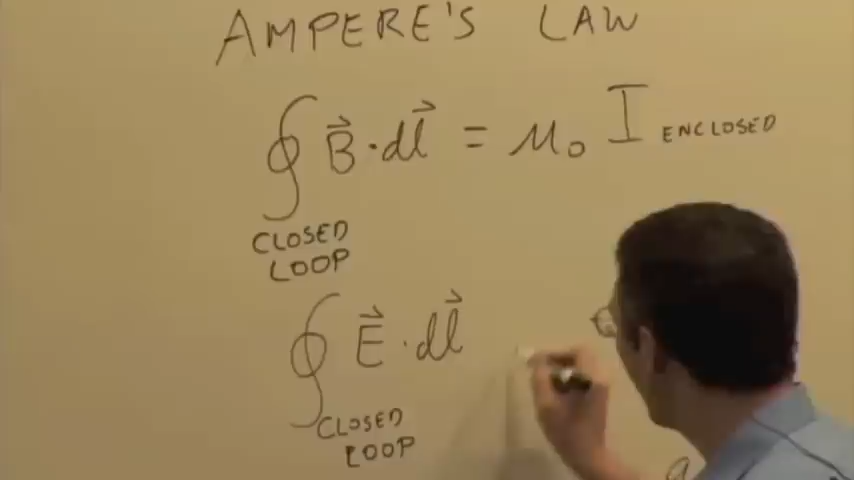 AMPERE'S LAW
∮ B⃗ · dl⃗ = μ₀ I ENCLOSED
CLOSED
LOOP
∮ E⃗ · dl⃗
CLOSED
LOOP